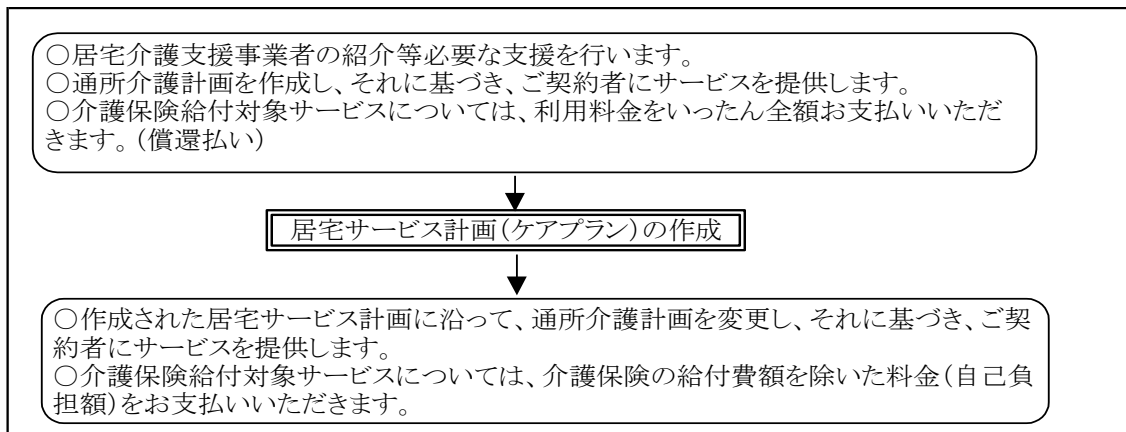 ○居宅介護支援事業者の紹介等必要な支援を行います。
○通所介護計画を作成し、それに基づき、ご契約者にサービスを提供します。
○介護保険給付対象サービスについては、利用料金をいったん全額お支払いいただ
きます。(償還払い)
居宅サービス計画(ケアプラン)の作成
○作成された居宅サービス計画に沿って、通所介護計画を変更し、それに基づき、ご契
約者にサービスを提供します。
○介護保険給付対象サービスについては、介護保険の給付費額を除いた料金(自己負
担額)をお支払いいただきます。